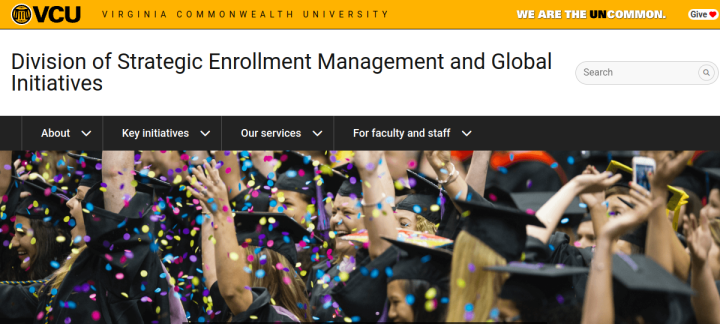 VCU VIRGINIA COMMONWEALTH UNIVERSITY WE ARE THE UNCOMMON. Give
Division of Strategic Enrollment Management and Global
Initiatives
Search
About Key initiatives Our services For faculty and staff